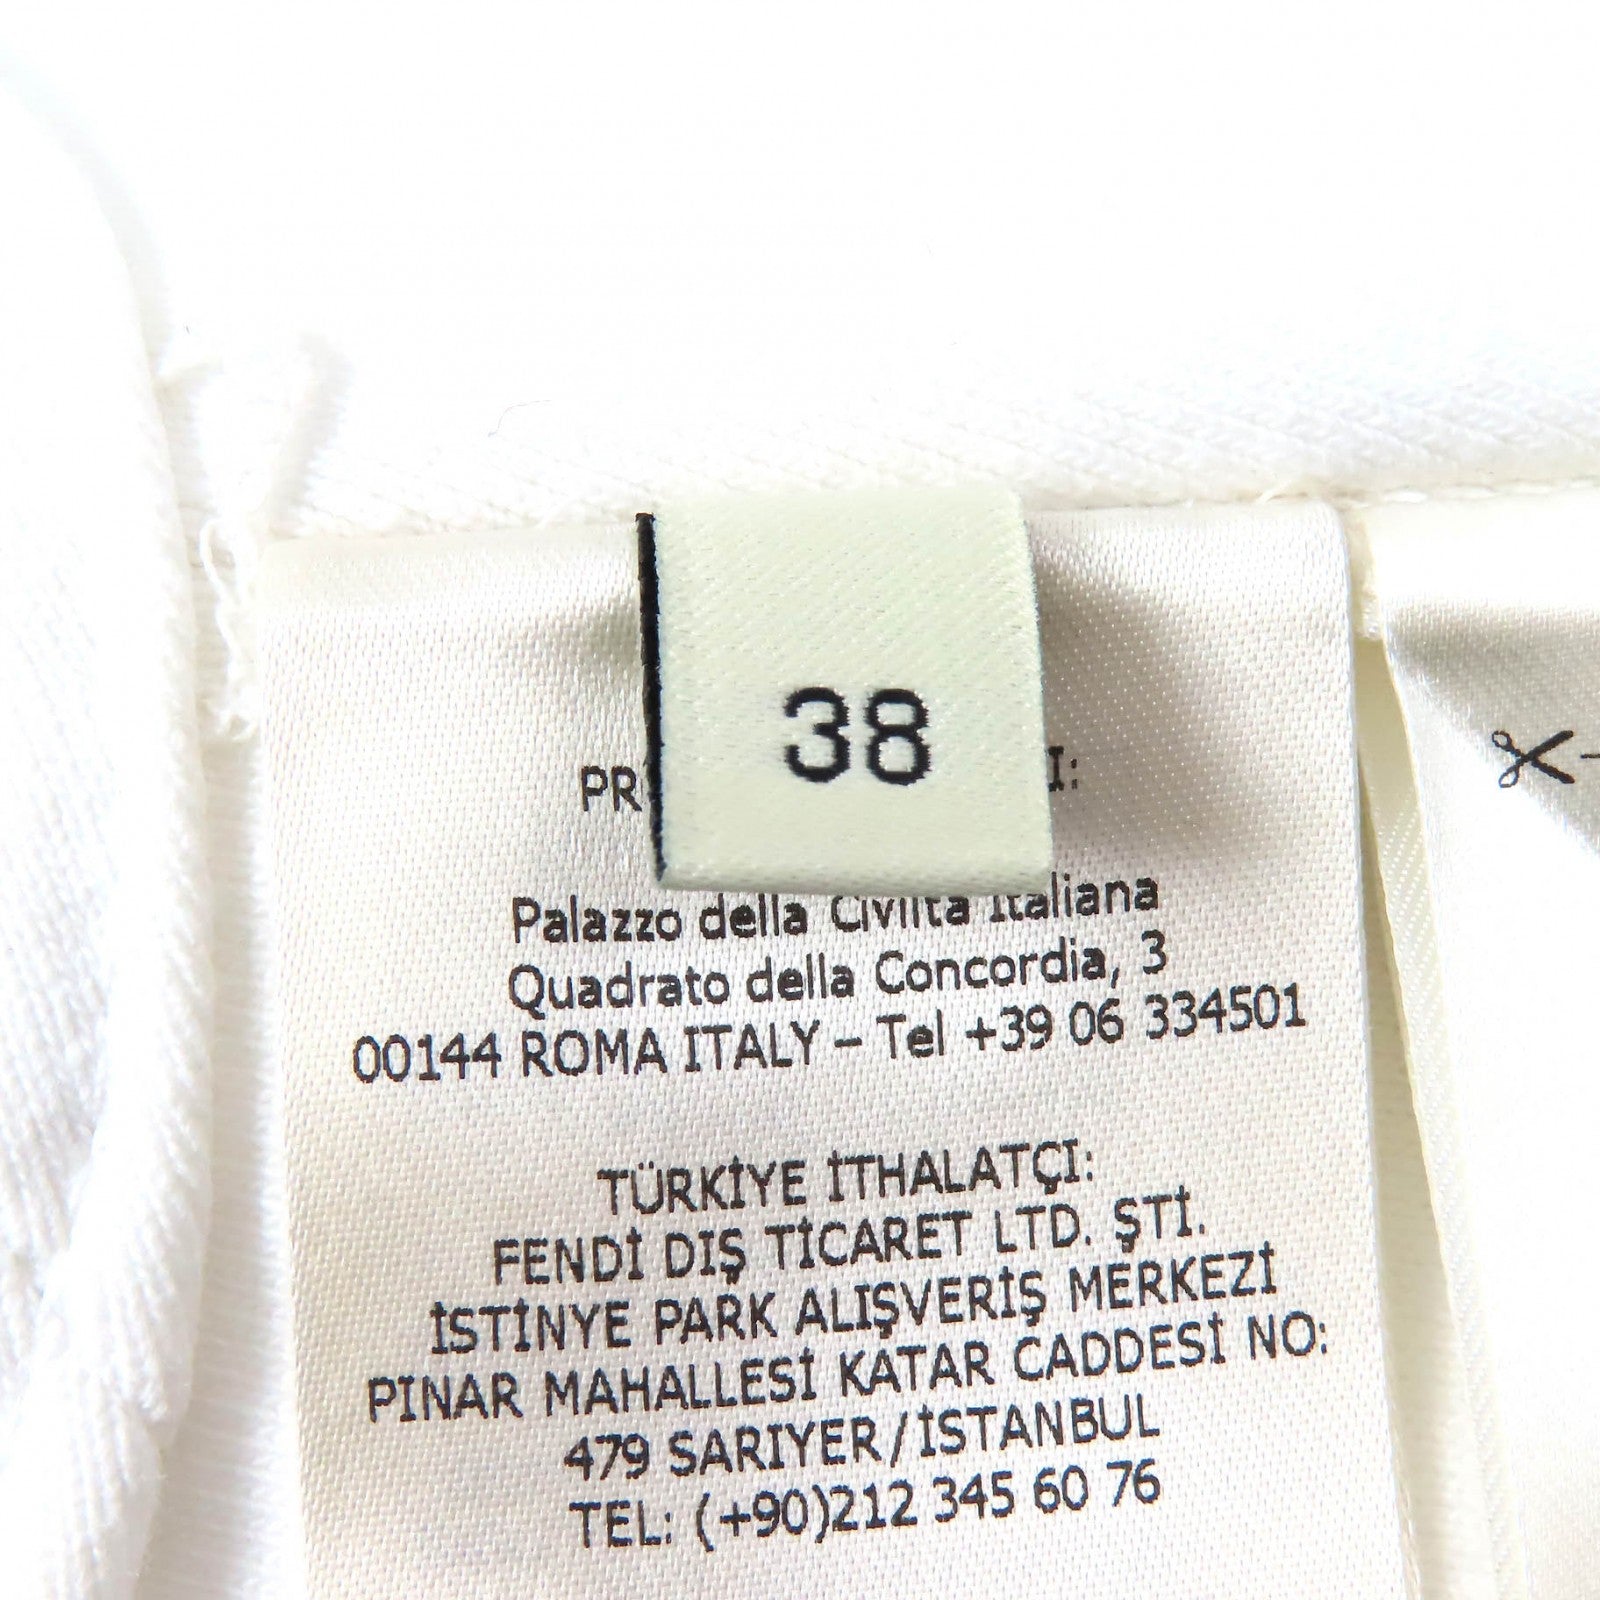 38
Palazzo della Civiltà Italiana
Quadrato della Concordia, 3
00144 ROMA ITALY – Tel +39 06 334501
TÜRKİYE İTHALATÇI:
FENDİ DIŞ TİCARET LTD. ŞTİ.
İSTİNYE PARK ALIŞVERİŞ MERKEZİ
PINAR MAHALLESİ KATAR CADDESİ NO:
479 SARIYER/İSTANBUL
TEL: (+90)212 345 60 76